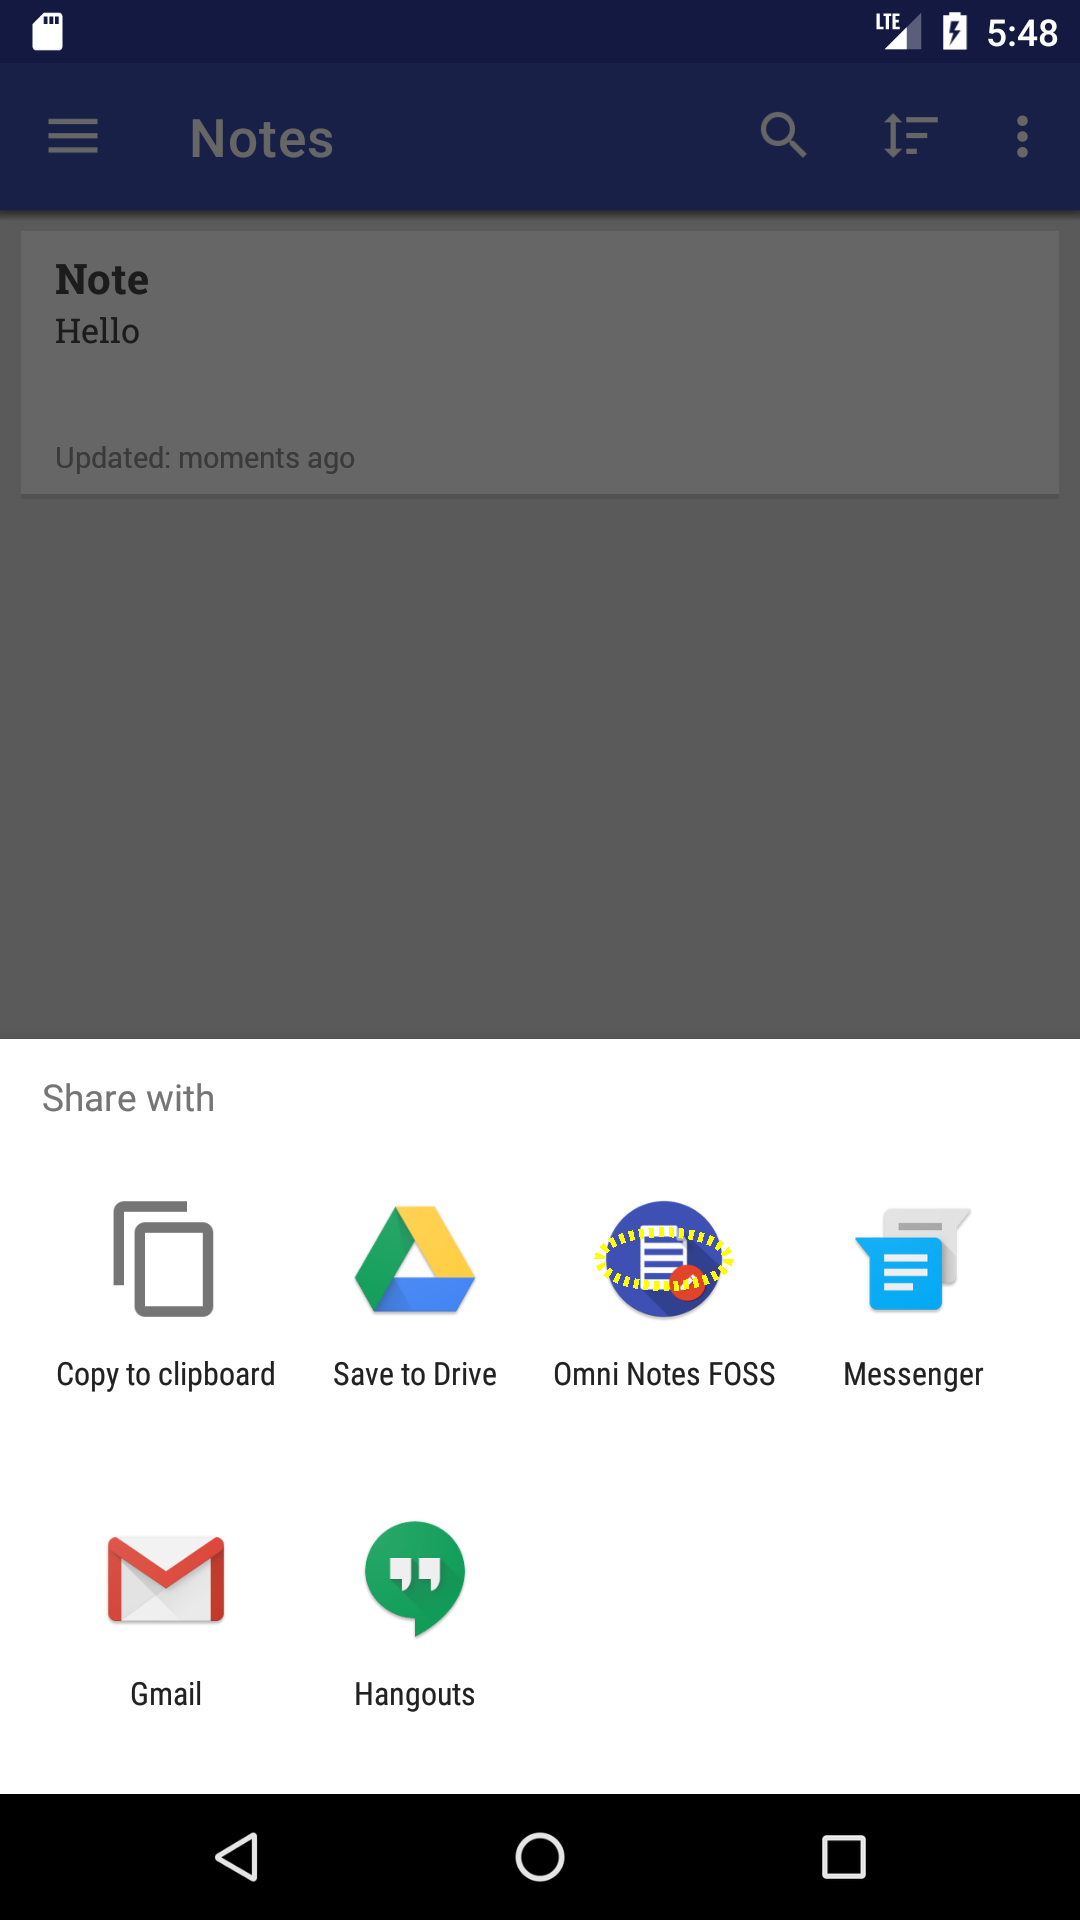 LTE 5:48
Notes
Note
Hello
Updated: moments ago
Share with
Copy to clipboard
Save to Drive
Omni Notes FOSS
Messenger
Gmail
Hangouts